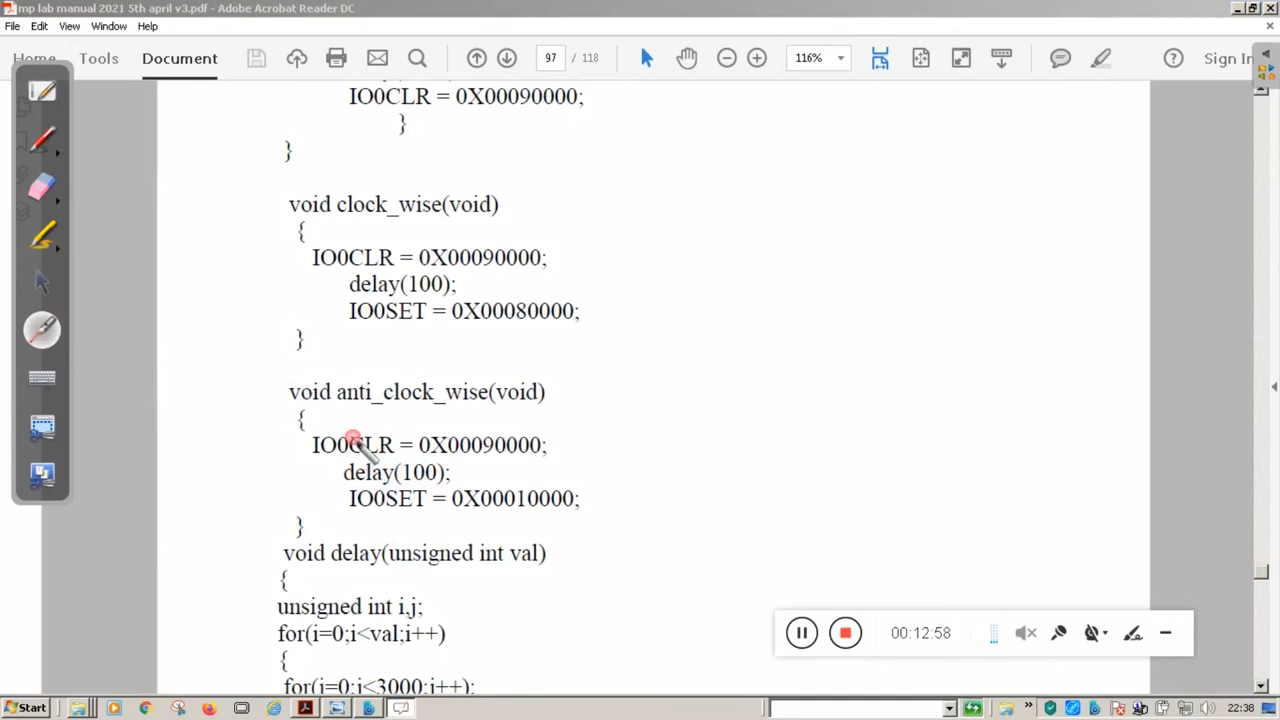 mp lab manual 2021 5th april v3.pdf - Adobe Acrobat Reader DC
File Edit View Window Help
Home Tools Document 97 / 118 116% Sign In
IO0CLR = 0X00090000;
}
}
void clock_wise(void)
{
IO0CLR = 0X00090000;
delay(100);
IO0SET = 0X00080000;
}
void anti_clock_wise(void)
{
IO0CLR = 0X00090000;
delay(100);
IO0SET = 0X00010000;
}
void delay(unsigned int val)
{
unsigned int i,j;
for(i=0;i<val;i++)
{
for(j=0;j<3000;j++);
00:12:58
Start 22:38